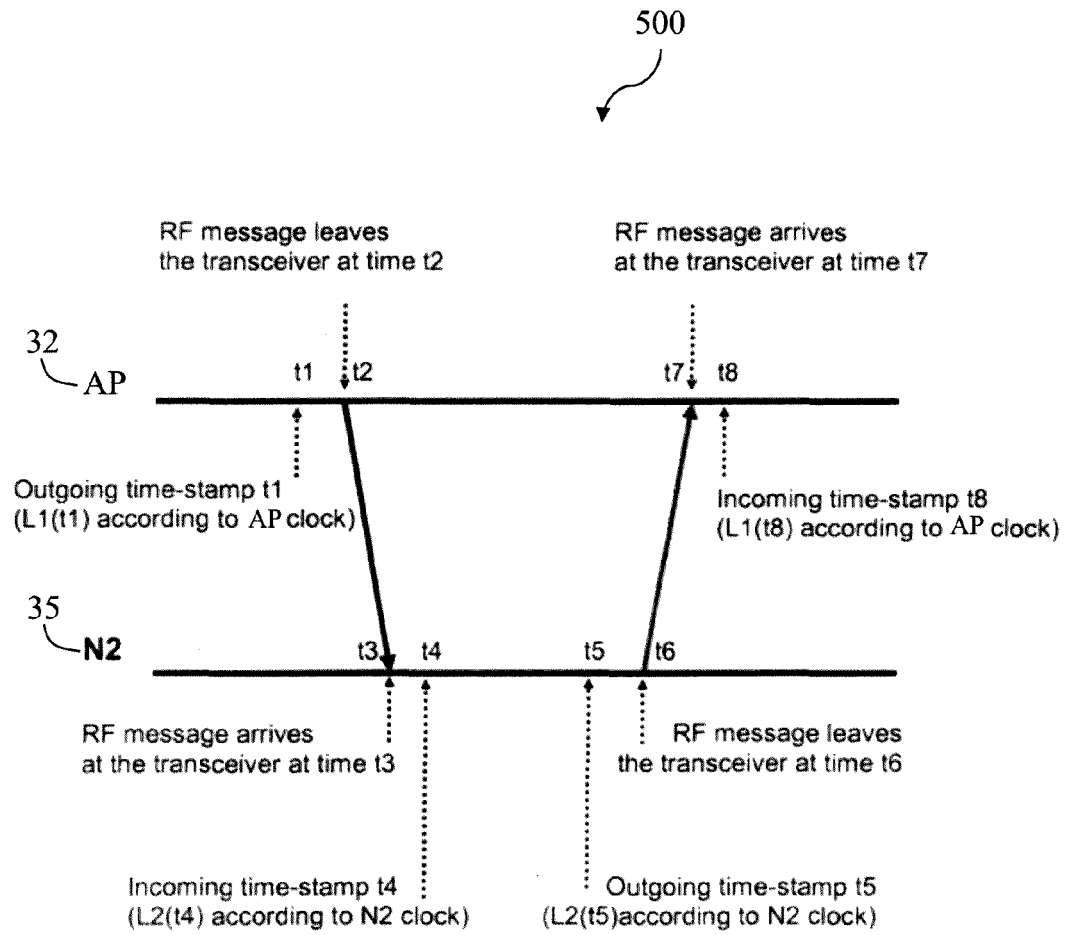 500
RF message leaves
the transceiver at time t2
RF message arrives
at the transceiver at time t7
32
AP
t1
t2
t7
t8
Outgoing time-stamp t1
(L1(t1) according to AP clock)
Incoming time-stamp t8
(L1(t8) according to AP clock)
35
N2
t3
t4
t5
t6
RF message arrives
at the transceiver at time t3
RF message leaves
the transceiver at time t6
Incoming time-stamp t4
(L2(t4) according to N2 clock)
Outgoing time-stamp t5
(L2(t5)according to N2 clock)